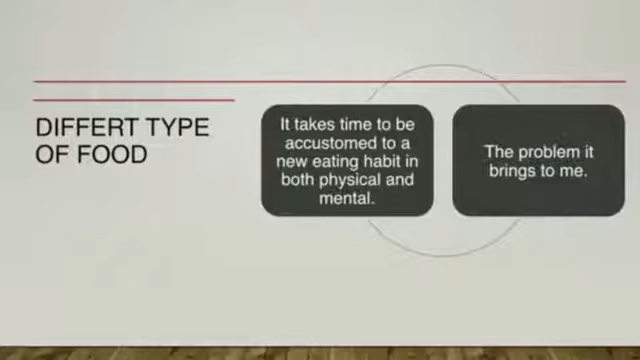 DIFFERT TYPE
OF FOOD
It takes time to be
accustomed to a
new eating habit in
both physical and
mental.
The problem it
brings to me.